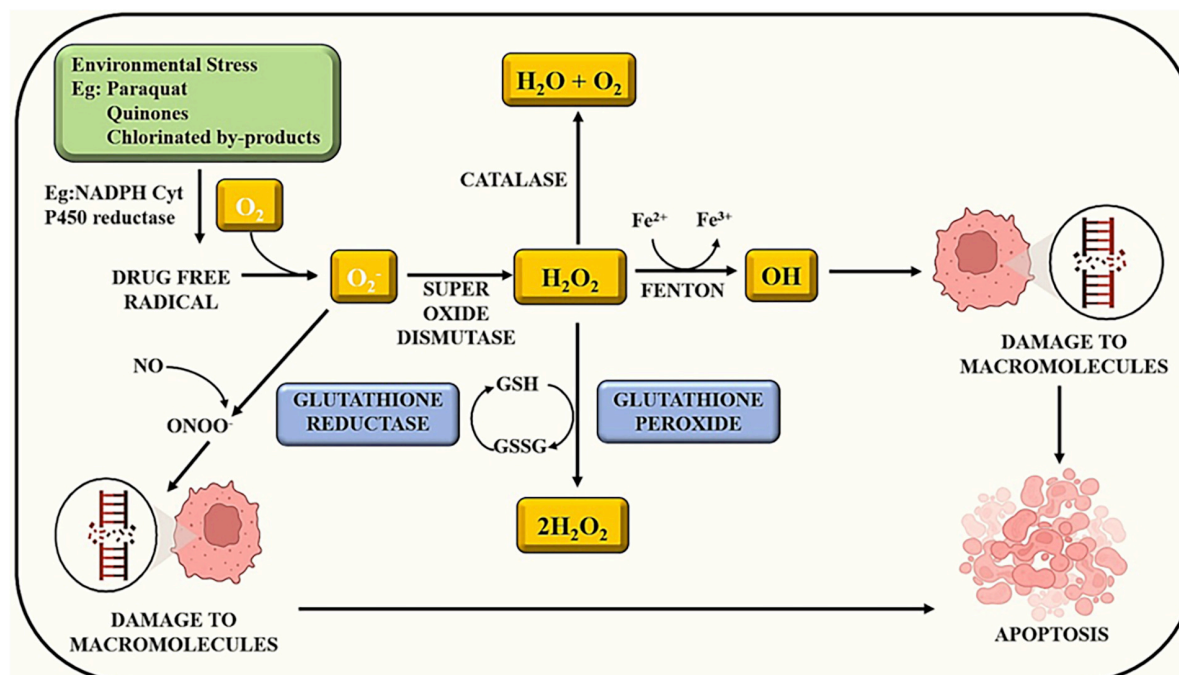 Environmental Stress
Eg: Paraquat
Quinones
Chlorinated by-products
H₂O + O₂
Eg:NADPH Cyt
P450 reductase
O₂
CATALASE
Fe²⁺
Fe³⁺
DRUG FREE
RADICAL
O₂⁻
SUPER
OXIDE
DISMUTASE
H₂O₂
FENTON
OH
DAMAGE TO
MACROMOLECULES
NO
ONOO⁻
GLUTATHIONE
REDUCTASE
GSH
GSSG
GLUTATHIONE
PEROXIDE
2H₂O₂
DAMAGE TO
MACROMOLECULES
APOPTOSIS